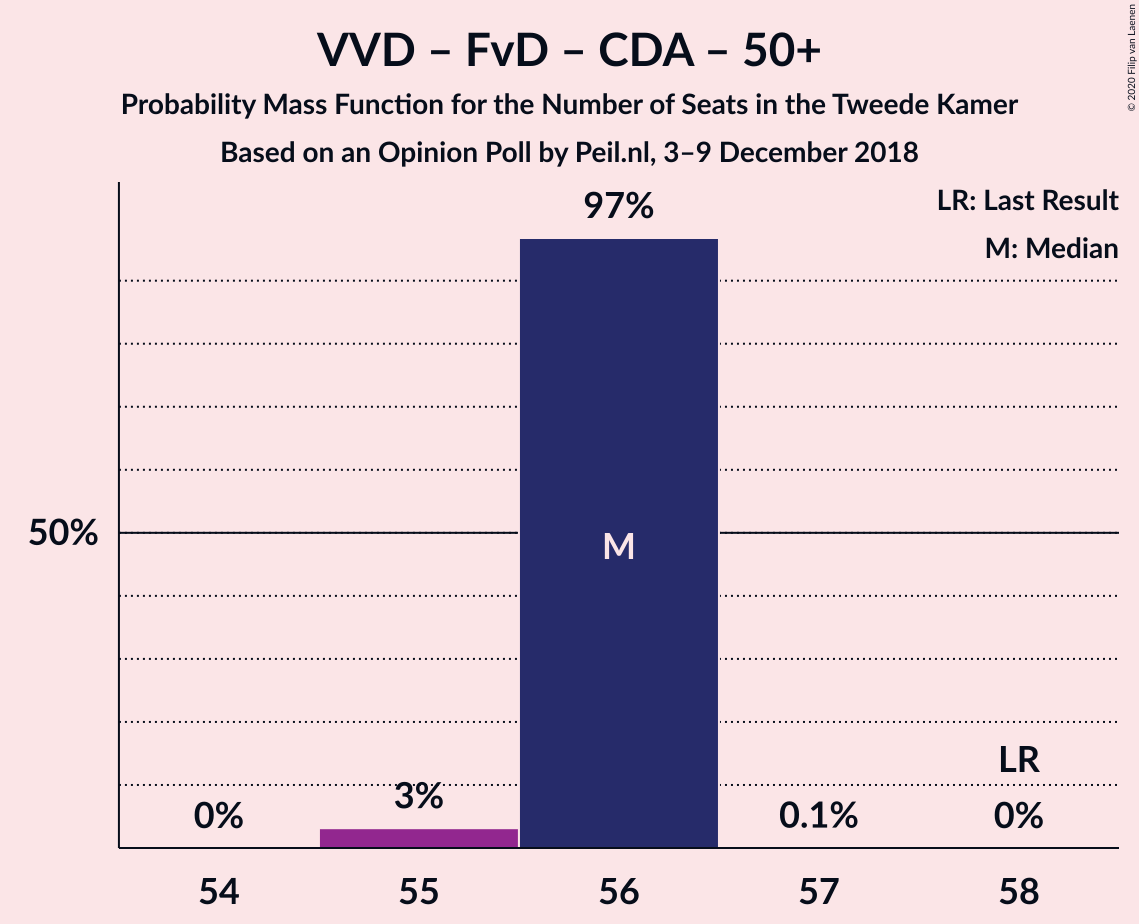 VVD – FvD – CDA – 50+
Probability Mass Function for the Number of Seats in the Tweede Kamer
Based on an Opinion Poll by Peil.nl, 3–9 December 2018
© 2020 Filip van Laenen
LR: Last Result
M: Median
97%
50%
M
LR
0%
3%
0.1%
0%
54
55
56
57
58